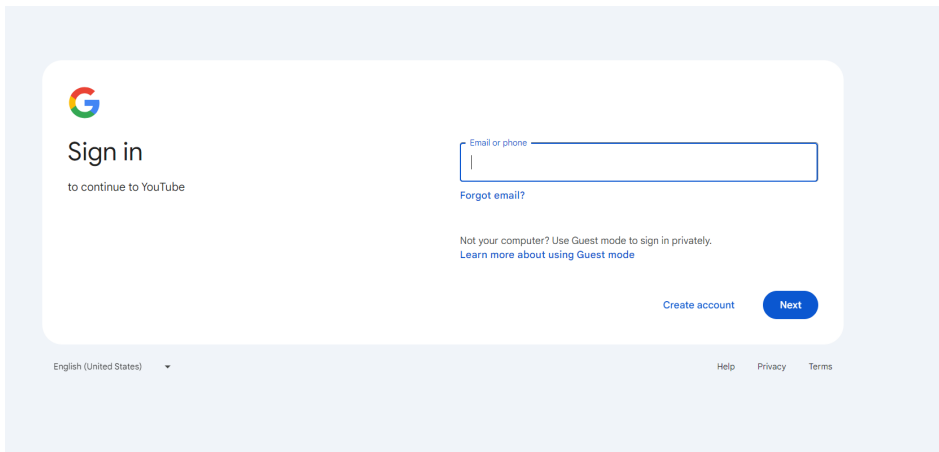 Sign in
to continue to YouTube
Email or phone
Forgot email?
Not your computer? Use Guest mode to sign in privately.
Learn more about using Guest mode
Create account
Next
English (United States)
Help
Privacy
Terms